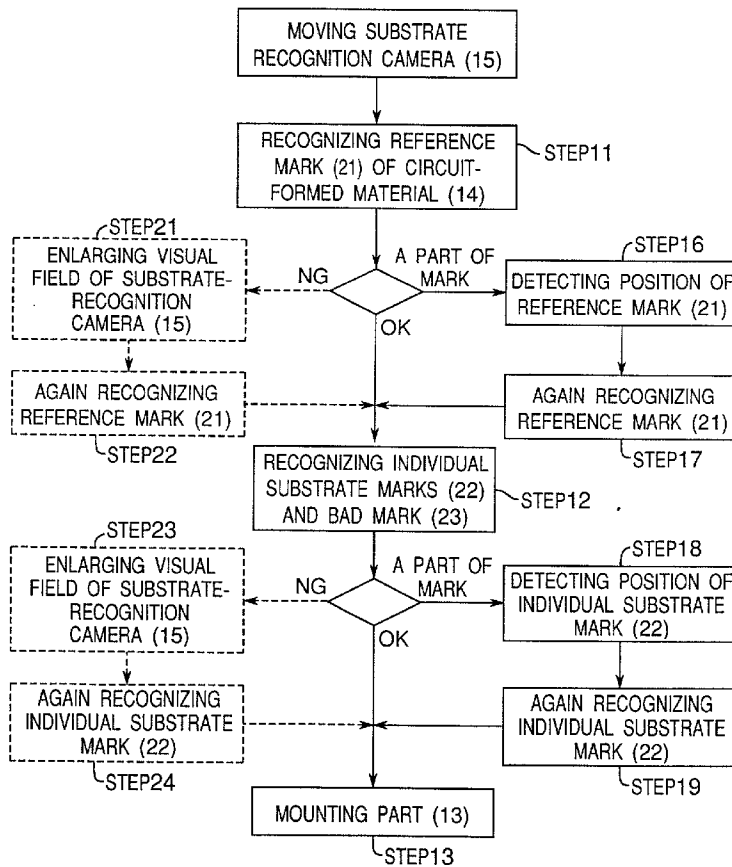 MOVING SUBSTRATE
RECOGNITION CAMERA (15)
RECOGNIZING REFERENCE
MARK (21) OF CIRCUIT-
FORMED MATERIAL (14)
STEP11
STEP21
ENLARGING VISUAL
FIELD OF SUBSTRATE-
RECOGNITION
CAMERA (15)
NG
A PART OF
MARK
OK
STEP16
DETECTING POSITION OF
REFERENCE MARK (21)
AGAIN RECOGNIZING
REFERENCE MARK (21)
STEP22
AGAIN RECOGNIZING
REFERENCE MARK (21)
STEP17
RECOGNIZING INDIVIDUAL
SUBSTRATE MARKS (22)
AND BAD MARK (23)
STEP12
STEP23
ENLARGING VISUAL
FIELD OF SUBSTRATE-
RECOGNITION
CAMERA (15)
NG
A PART OF
MARK
OK
STEP18
DETECTING POSITION OF
INDIVIDUAL SUBSTRATE
MARK (22)
AGAIN RECOGNIZING
INDIVIDUAL SUBSTRATE
MARK (22)
STEP24
AGAIN RECOGNIZING
INDIVIDUAL SUBSTRATE
MARK (22)
STEP19
MOUNTING PART (13)
STEP13